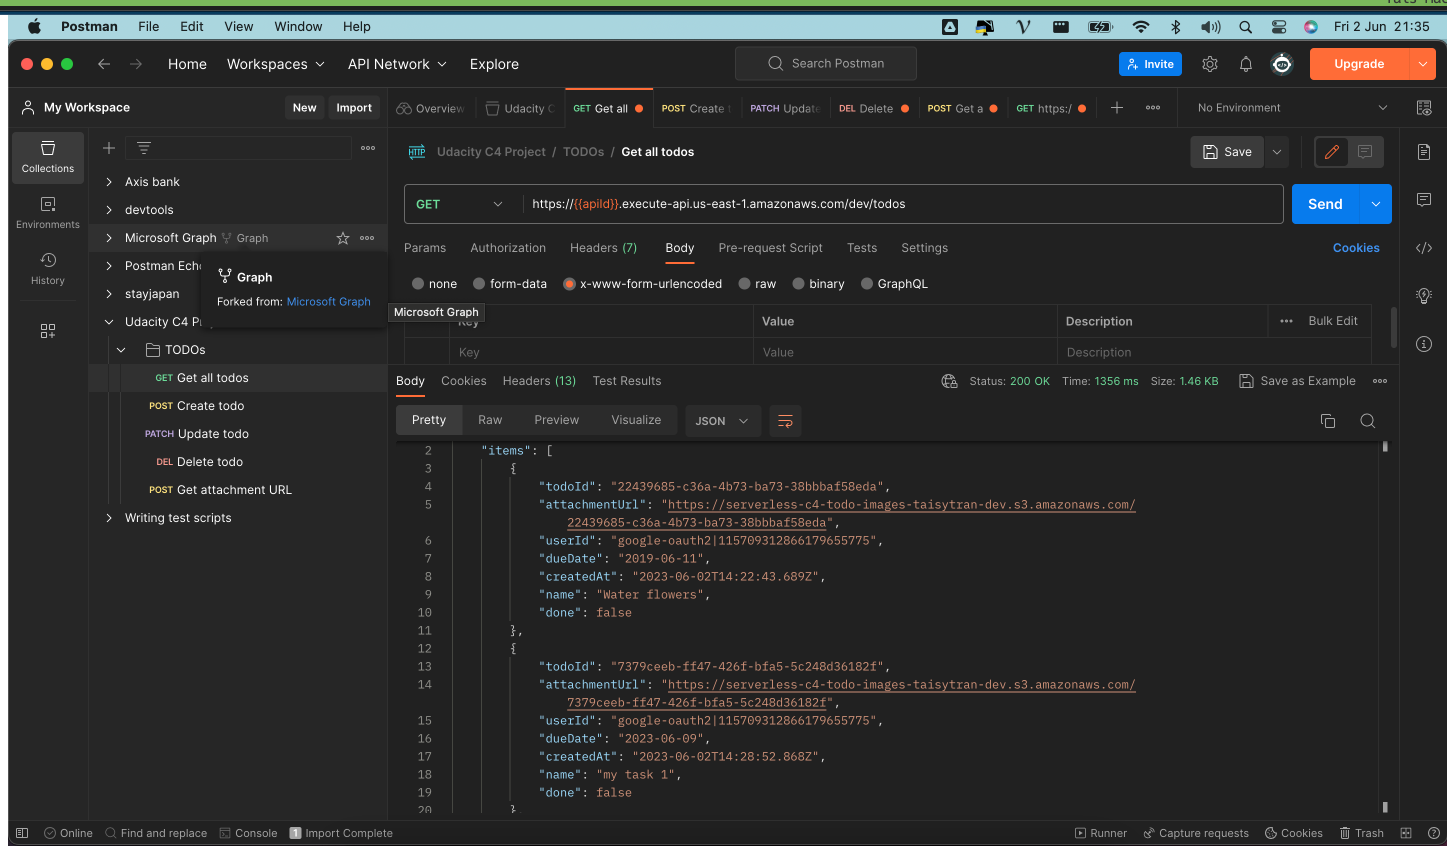 Postman File Edit View Window Help
Fri 2 Jun 21:35
Home Workspaces API Network Explore
Search Postman
Invite
Upgrade
My Workspace
New Import
Overview
Udacity C
GET Get all
POST Create
PATCH Update
DEL Delete
POST Get a
GET https:/
No Environment
Collections
Environments
History
Axis bank
devtools
Microsoft Graph Graph
Postman Echo
stayjapan
Graph
Forked from: Microsoft Graph
Microsoft Graph
Udacity C4 P
TODOs
GET Get all todos
POST Create todo
PATCH Update todo
DEL Delete todo
POST Get attachment URL
Writing test scripts
HTTP Udacity C4 Project / TODOs / Get all todos
Save
GET https://{{apiId}}.execute-api.us-east-1.amazonaws.com/dev/todos
Send
Params Authorization Headers (7) Body Pre-request Script Tests Settings
Cookies
none form-data x-www-form-urlencoded raw binary GraphQL
Key Value Description Bulk Edit
Key Value Description
Body Cookies Headers (13) Test Results
Status: 200 OK Time: 1356 ms Size: 1.46 KB Save as Example
Pretty Raw Preview Visualize JSON
2 "items": [
3 {
4 "todoId": "22439685-c36a-4b73-ba73-38bbbaf58eda",
5 "attachmentUrl": "https://serverless-c4-todo-images-taisytran-dev.s3.amazonaws.com/
22439685-c36a-4b73-ba73-38bbbaf58eda",
6 "userId": "google-oauth2|115709312866179655775",
7 "dueDate": "2019-06-11",
8 "createdAt": "2023-06-02T14:22:43.689Z",
9 "name": "Water flowers",
10 "done": false
11 },
12 {
13 "todoId": "7379ceeb-ff47-426f-bfa5-5c248d36182f",
14 "attachmentUrl": "https://serverless-c4-todo-images-taisytran-dev.s3.amazonaws.com/
7379ceeb-ff47-426f-bfa5-5c248d36182f",
15 "userId": "google-oauth2|115709312866179655775",
16 "dueDate": "2023-06-09",
17 "createdAt": "2023-06-02T14:28:52.868Z",
18 "name": "my task 1",
19 "done": false
20 }
Online Find and replace Console 1 Import Complete
Runner Capture requests Cookies Trash